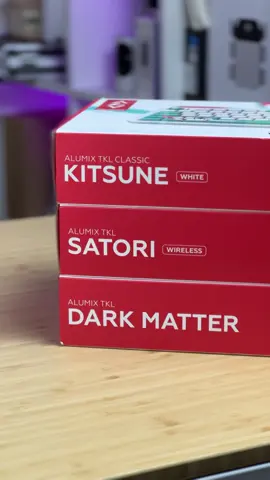 ALUMIX TKL CLASSIC
KITSUNE WHITE
ALUMIX TKL
SATORI WIRELESS
ALUMIX TKL
DARK MATTER